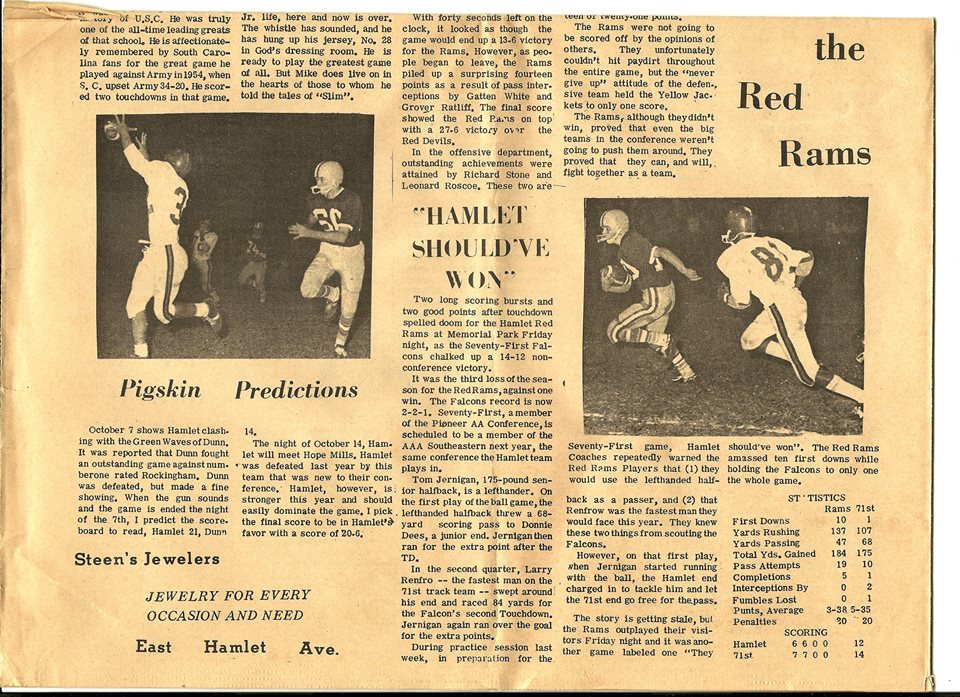 of U.S.C. He was truly
one of the all-time leading greats
of that school. He is affectionate-
ly remembered by South Caro-
lina fans for the great game he
played against Army in 1954, when
S. C. upset Army 34-20. He scor-
ed two touchdowns in that game.
Jr. life, here and now is over.
The whistle has sounded, and he
has hung up his jersey, No. 28
in God's dressing room. He is
ready to play the greatest game
of all. But Mike does live on in
the hearts of those to whom he
told the tales of "Slim".
Pigskin Predictions
October 7 shows Hamlet clash-
ing with the Green Waves of Dunn.
It was reported that Dunn fought
an outstanding game against num-
berone rated Rockingham. Dunn
was defeated, but made a fine
showing. When the gun sounds
and the game is ended the night
of the 7th, I predict the score-
board to read, Hamlet 21, Dunn
14.
The night of October 14, Ham-
let will meet Hope Mills. Hamlet
was defeated last year by this
team that was new to their con-
ference. Hamlet, however, is
stronger this year and should
easily dominate the game. I pick
the final score to be in Hamlet's
favor with a score of 20-6.
Steen's Jewelers
JEWELRY FOR EVERY
OCCASION AND NEED
East Hamlet Ave.
With forty seconds left on the
clock, it looked as though the
game would end up a 13-6 victory
for the Rams. However, as peo-
ple began to leave, the Rams
piled up a surprising fourteen
points as a result of pass inter-
ceptions by Gatten White and
Grover Ratliff. The final score
showed the Red Rams on top
with a 27-6 victory over the
Red Devils.
In the offensive department,
outstanding achievements were
attained by Richard Stone and
Leonard Roscoe. These two are
"HAMLET
SHOULD'VE
WON"
Two long scoring bursts and
two good points after touchdown
spelled doom for the Hamlet Red
Rams at Memorial Park Friday
night, as the Seventy-First Fal-
cons chalked up a 14-12 non-
conference victory.
It was the third loss of the sea-
son for the Red Rams, against one
win. The Falcons record is now
2-2-1. Seventy-First, a member
of the Pioneer AA Conference, is
scheduled to be a member of the
AAA Southeastern next year, the
same conference the Hamlet team
plays in.
Tom Jernigan, 175-pound sen-
ior halfback, is a lefthander. On
the first play of the ball game, the
lefthanded halfback threw a 68-
yard scoring pass to Donnie
Dees, a junior end. Jernigan then
ran for the extra point after the
TD.
In the second quarter, Larry
Renfro -- the fastest man on the
71st track team -- swept around
his end and raced 84 yards for
the Falcon's second Touchdown.
Jernigan again ran over the goal
for the extra points.
During practice session last
week, in preparation for the
teen or twenty-one points.
The Rams were not going to
be scored off by the opinions of
others. They unfortunately
couldn't hit paydirt throughout
the entire game, but the "never
give up" attitude of the defen-
sive team held the Yellow Jac-
kets to only one score.
The Rams, although they didn't
win, proved that even the big
teams in the conference weren't
going to push them around. They
proved that they can, and will,
fight together as a team.
the
Red
Rams
Seventy-First game, Hamlet
Coaches repeatedly warned the
Red Rams Players that (1) they
would use the lefthanded half-
back as a passer, and (2) that
Renfrow was the fastest man they
would face this year. They knew
these two things from scouting the
Falcons.
However, on that first play,
when Jernigan started running
with the ball, the Hamlet end
charged in to tackle him and let
the 71st end go free for the pass.
The story is getting stale, but
the Rams outplayed their visi-
tors Friday night and it was ano-
ther game labeled one "They
should've won". The Red Rams
amassed ten first downs while
holding the Falcons to only one
the whole game.
ST TISTICS
Rams 71st
First Downs 10 1
Yards Rushing 137 107
Yards Passing 47 68
Total Yds. Gained 184 175
Pass Attempts 19 10
Completions 5 1
Interceptions By 0 2
Fumbles Lost 0 1
Punts, Average 3-38 5-35
Penalties 20 20
SCORING
Hamlet 6 6 0 0 12
71st 7 7 0 0 14